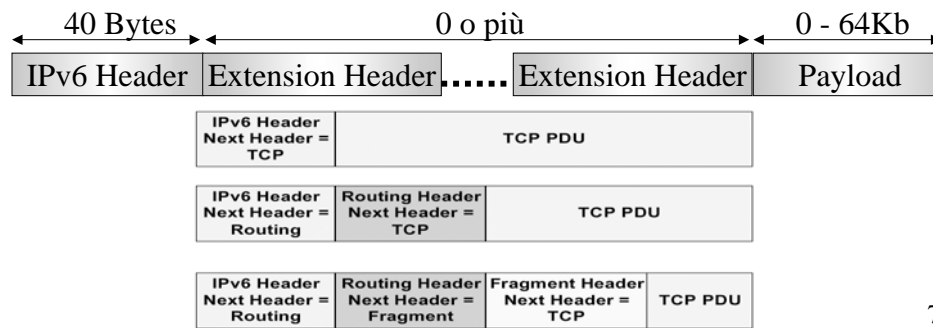 40 Bytes 0 o più 0 - 64Kb
IPv6 Header Extension Header ...... Extension Header Payload
IPv6 Header
Next Header =
TCP
TCP PDU
IPv6 Header
Next Header =
Routing
Routing Header
Next Header =
TCP
TCP PDU
IPv6 Header
Next Header =
Routing
Routing Header
Next Header =
Fragment
Fragment Header
Next Header =
TCP
TCP PDU